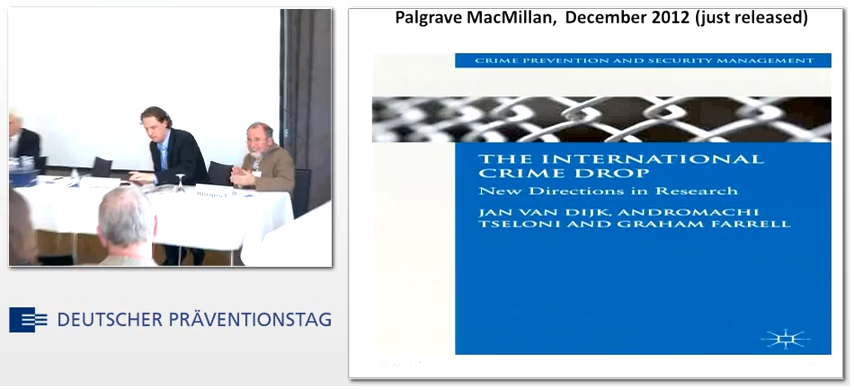 Palgrave MacMillan, December 2012 (just released)
CRIME PREVENTION AND SECURITY MANAGEMENT
THE INTERNATIONAL
CRIME DROP
New Directions in Research
JAN VAN DIJK, ANDROMACHI
TSELONI AND GRAHAM FARRELL
DEUTSCHER PRÄVENTIONSTAG